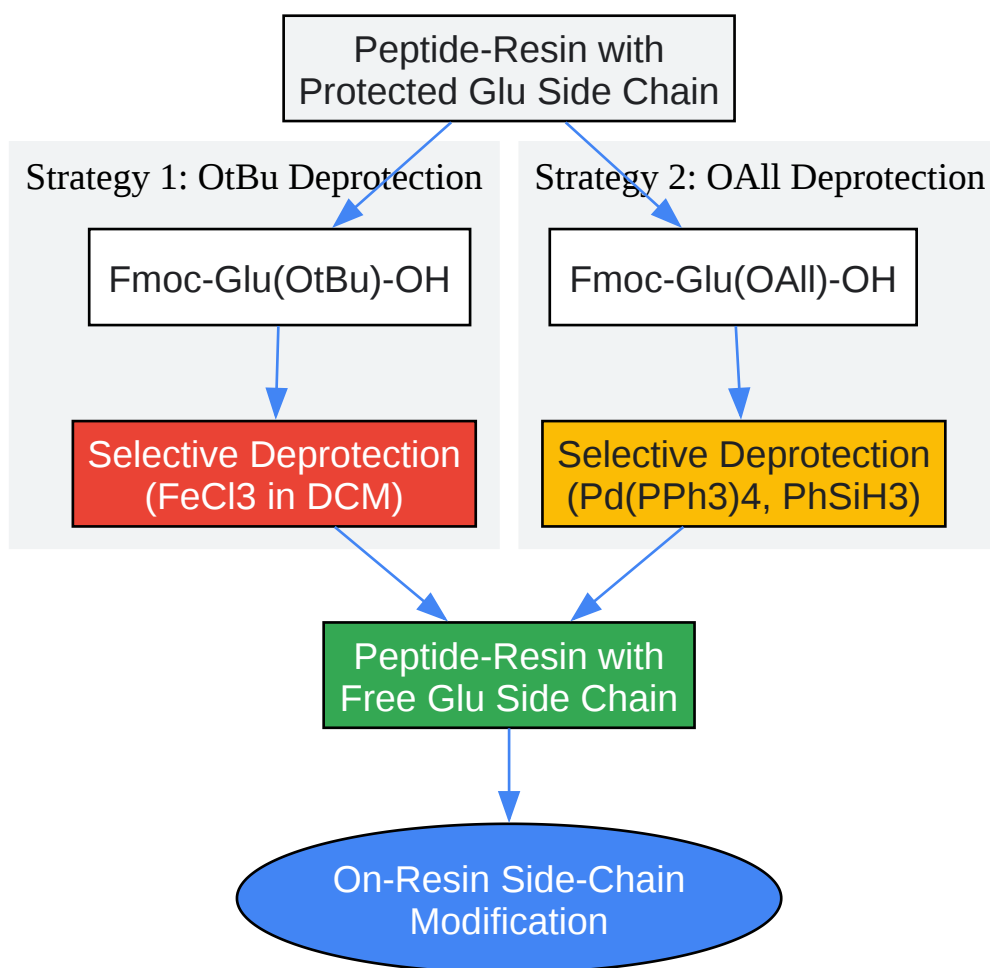 Peptide-Resin with
Protected Glu Side Chain
Strategy 1: OtBu Deprotection
Strategy 2: OAll Deprotection
Fmoc-Glu(OtBu)-OH
Fmoc-Glu(OAll)-OH
Selective Deprotection
(FeCl3 in DCM)
Selective Deprotection
(Pd(PPh3)4, PhSiH3)
Peptide-Resin with
Free Glu Side Chain
On-Resin Side-Chain
Modification